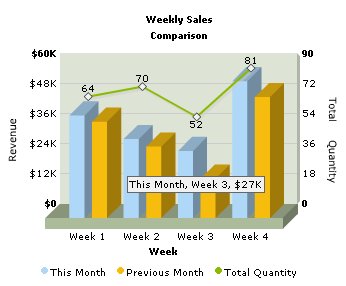 Weekly Sales
Comparison
$60K 90
$48K 72
$36K 54
$24K 36
$12K 18
$0 0
Revenue
Total Quantity
64
70
52
81
This Month, Week 3, $27K
Week 1 Week 2 Week 3 Week 4
Week
This Month Previous Month Total Quantity